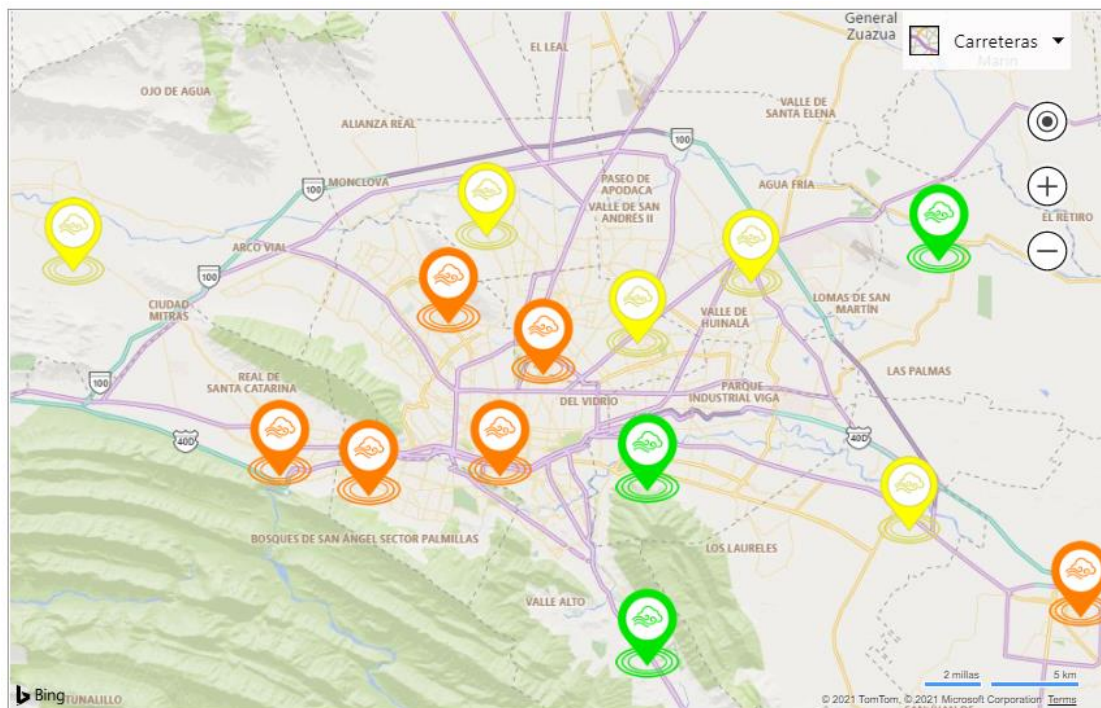 General
Zuazua
Carreteras
Marín
EL LEAL
OJO DE AGUA
VALLE DE
SANTA ELENA
ALIANZA REAL
100
100
MONCLOVA
PASEO DE
APODACA
AGUA FRÍA
VALLE DE SAN
ANDRÉS II
EL RETIRO
ARCO VIAL
100
CIUDAD
MITRAS
LOMAS DE SAN
MARTÍN
VALLE DE
HUINALÁ
100
REAL DE
SANTA CATARINA
LAS PALMAS
DEL VIDRIO
PARQUE
INDUSTRIAL VIGA
40D
40D
BOSQUES DE SAN ÁNGEL SECTOR PALMILLAS
LOS LAURELES
VALLE ALTO
2 millas
5 km
Bing
TUNALILLO
© 2021 TomTom, © 2021 Microsoft Corporation Terms